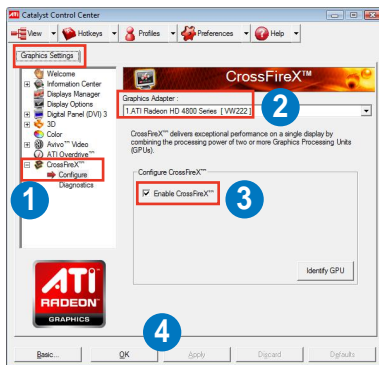 Catalyst Control Center
View Hotkeys Profiles Preferences Help
Graphics Settings
Welcome
Information Center
Displays Manager
Display Options
Digital Panel (DVI) 3
3D
Color
Avivo™ Video
ATI Overdrive™
CrossFireX™
Configure
Diagnostics
1
CrossFireX™
Graphics Adapter :
1.ATI Radeon HD 4800 Series [ VW222 ]
2
CrossFireX™ delivers exceptional performance on a single display by
combining the processing power of two or more Graphics Processing Units
(GPUs).
Configure CrossFireX™
Enable CrossFireX™
3
Identify GPU
ATI
RADEON
GRAPHICS
4
Basic... OK Apply Discard Defaults